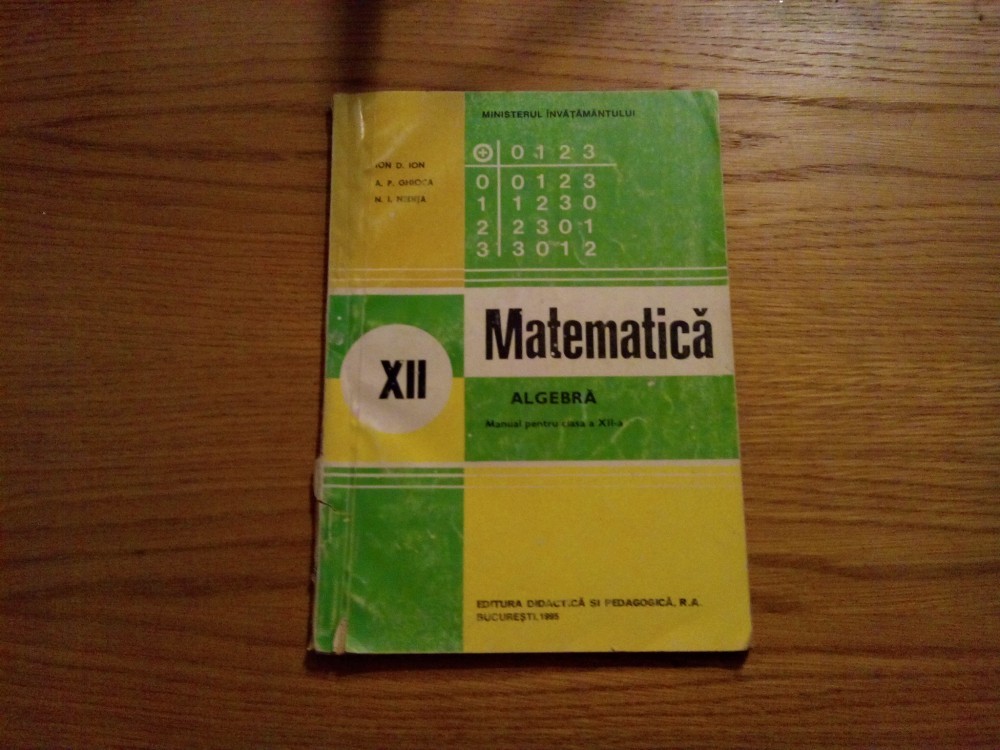 MINISTERUL ÎNVĂȚĂMÂNTULUI
ION D. ION
A. P. GHIOCA
N. I. NEDIȚA
⊕ 0 1 2 3
0 0 1 2 3
1 1 2 3 0
2 2 3 0 1
3 3 0 1 2
Matematică
XII
ALGEBRĂ
Manual pentru clasa a XII-a
EDITURA DIDACTICĂ ȘI PEDAGOGICĂ, R.A.
BUCUREȘTI, 1995